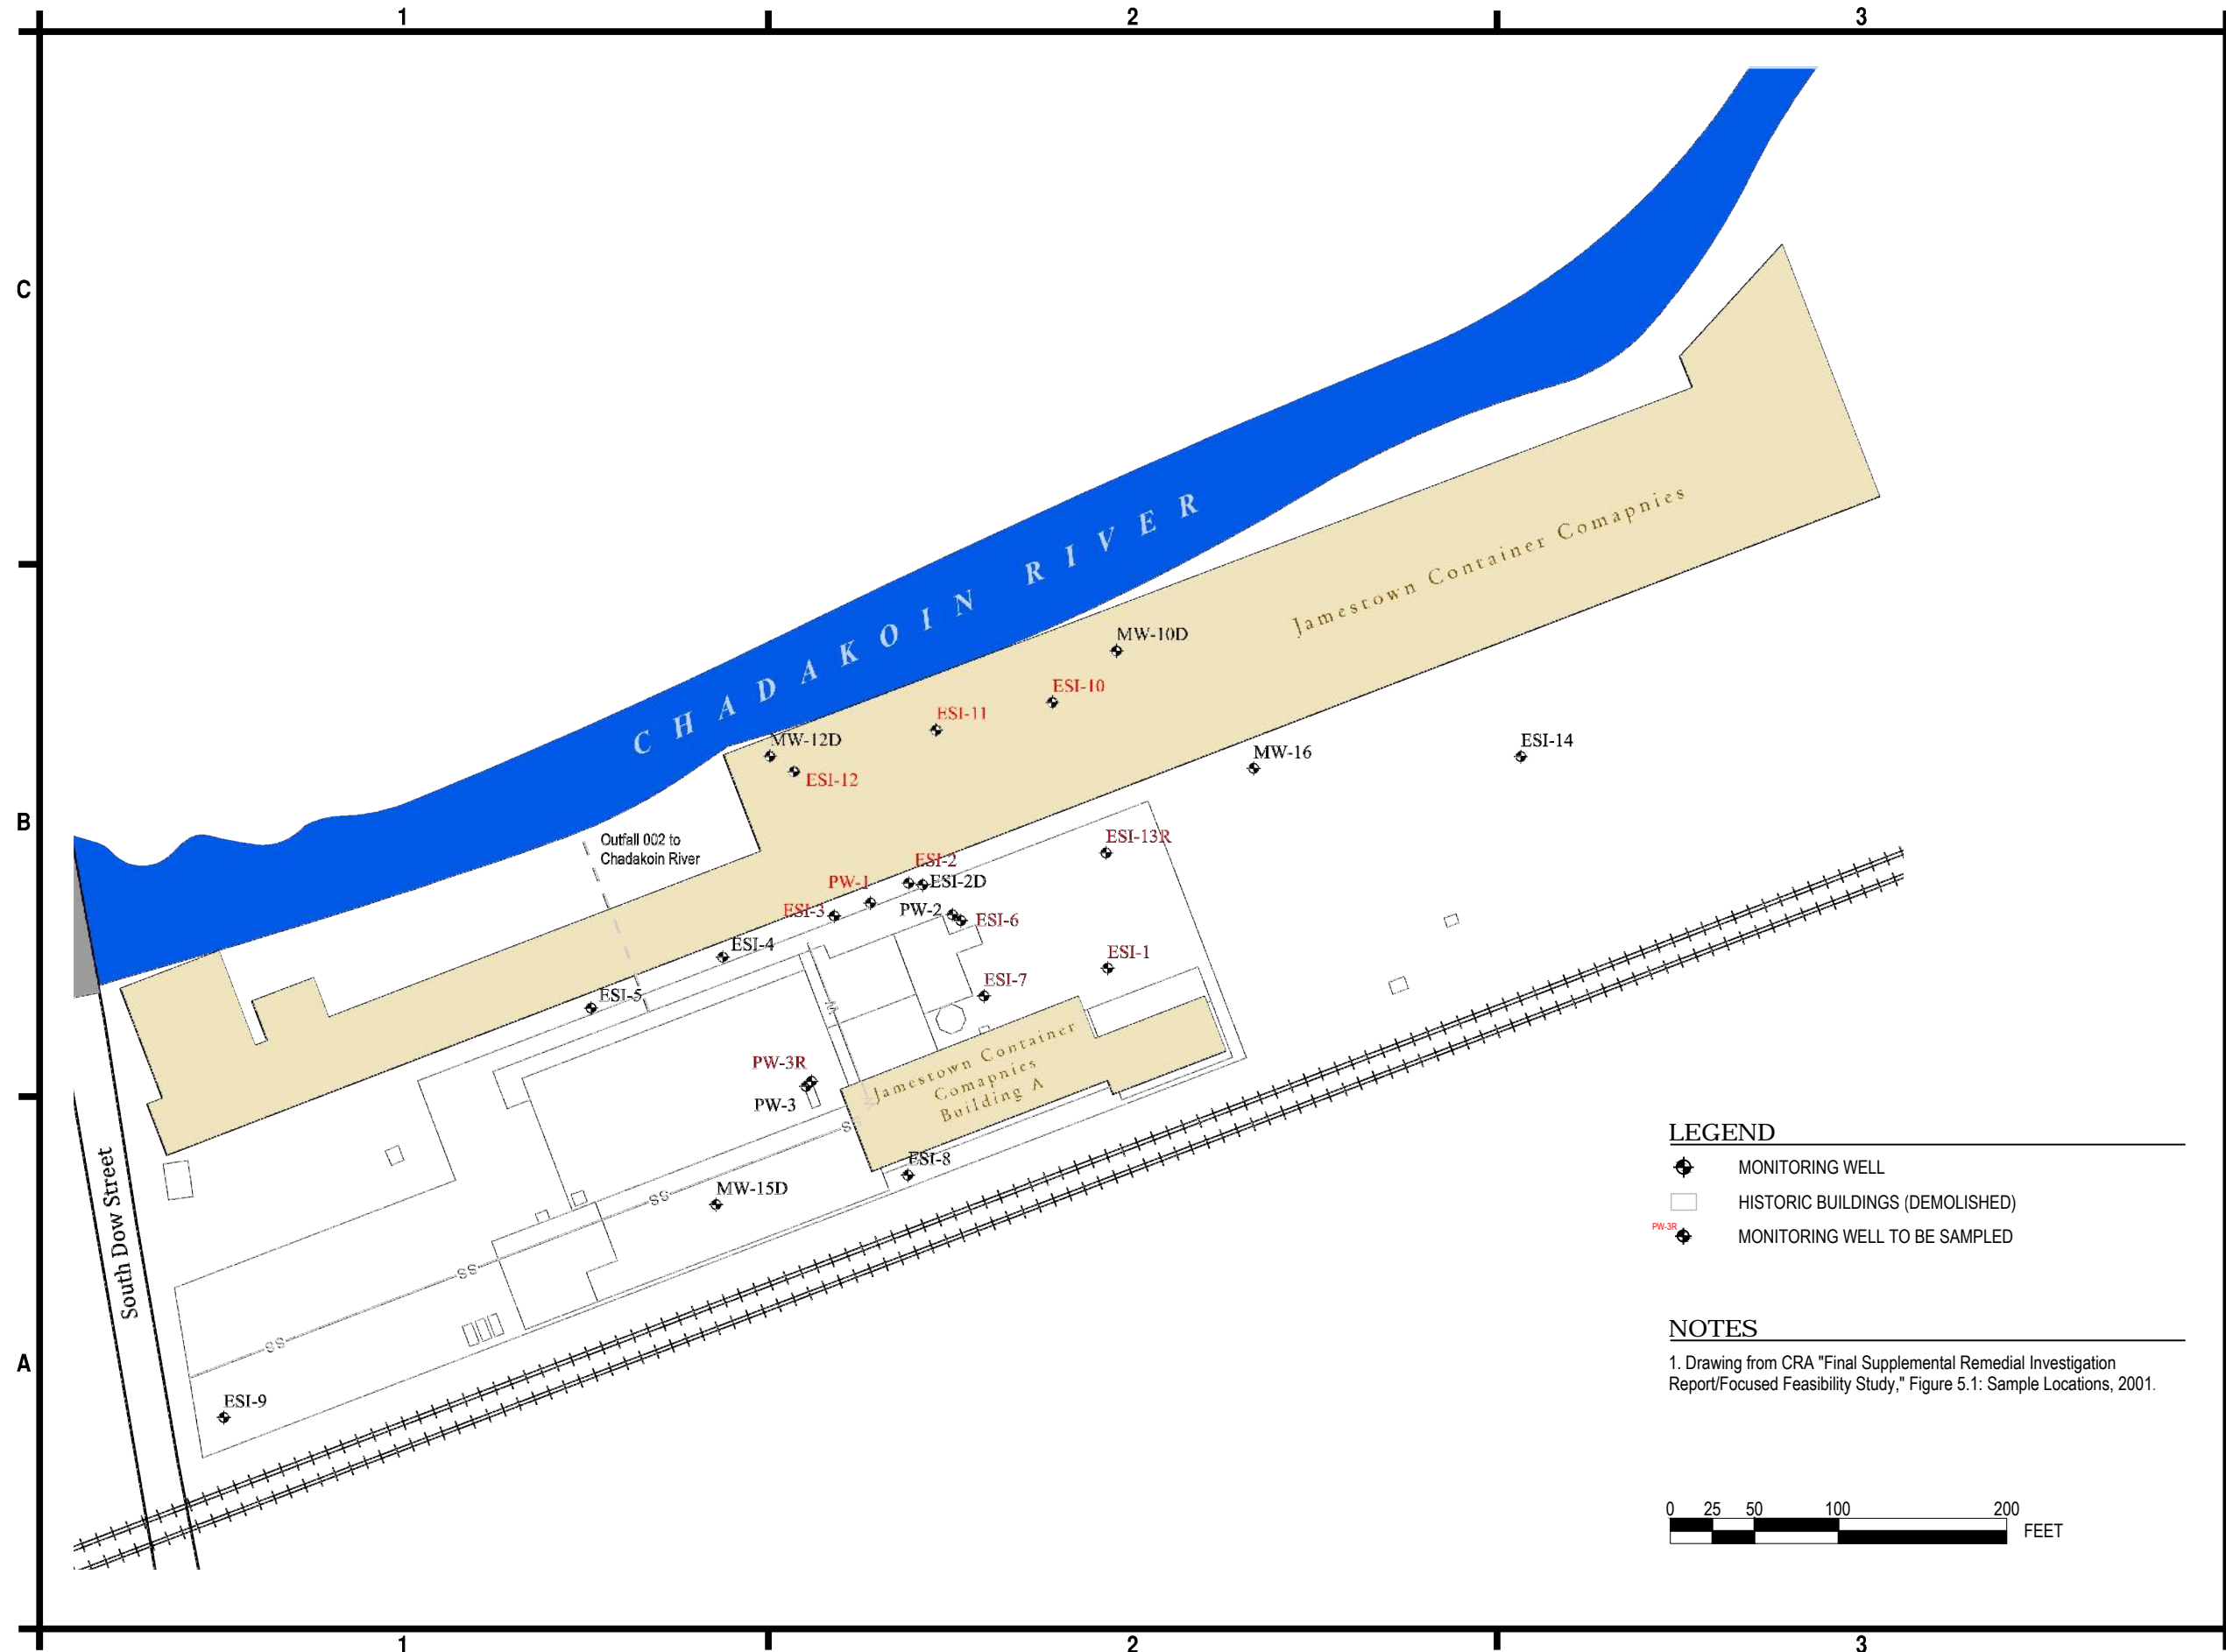 1
2
3
C
CHADAKOIN RIVER
Jamestown Container Comapnies
MW-10D
ESI-10
ESI-11
MW-12D
ESI-12
MW-16
ESI-14
B
Outfall 002 to
Chadakoin River
ESI-13R
ESI-2
PW-1
ESI-2D
ESI-3
PW-2
ESI-6
ESI-4
ESI-1
ESI-7
ESI-5
W
Jamestown Container
Comapnies
Building A
PW-3R
PW-3
SS
ESI-8
MW-15D
SS
SS
SS
South Dow Street
ESI-9
A
LEGEND
MONITORING WELL
HISTORIC BUILDINGS (DEMOLISHED)
PW-3R
MONITORING WELL TO BE SAMPLED
NOTES
1. Drawing from CRA "Final Supplemental Remedial Investigation
Report/Focused Feasibility Study," Figure 5.1: Sample Locations, 2001.
0 25 50 100 200
FEET
1
2
3